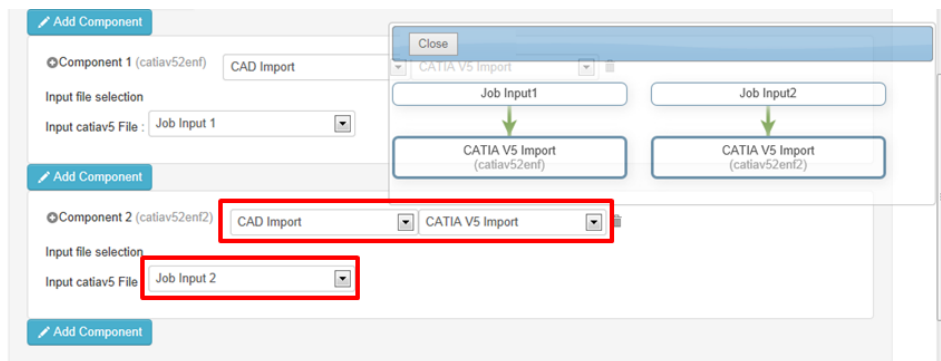 Add Component
Close
Component 1 (catiav52enf) CAD Import CATIA V5 Import
Job Input1 Job Input2
Input file selection
Input catiav5 File : Job Input 1
CATIA V5 Import CATIA V5 Import
(catiav52enf) (catiav52enf2)
Add Component
Component 2 (catiav52enf2) CAD Import CATIA V5 Import
Input file selection
Input catiav5 File Job Input 2
Add Component